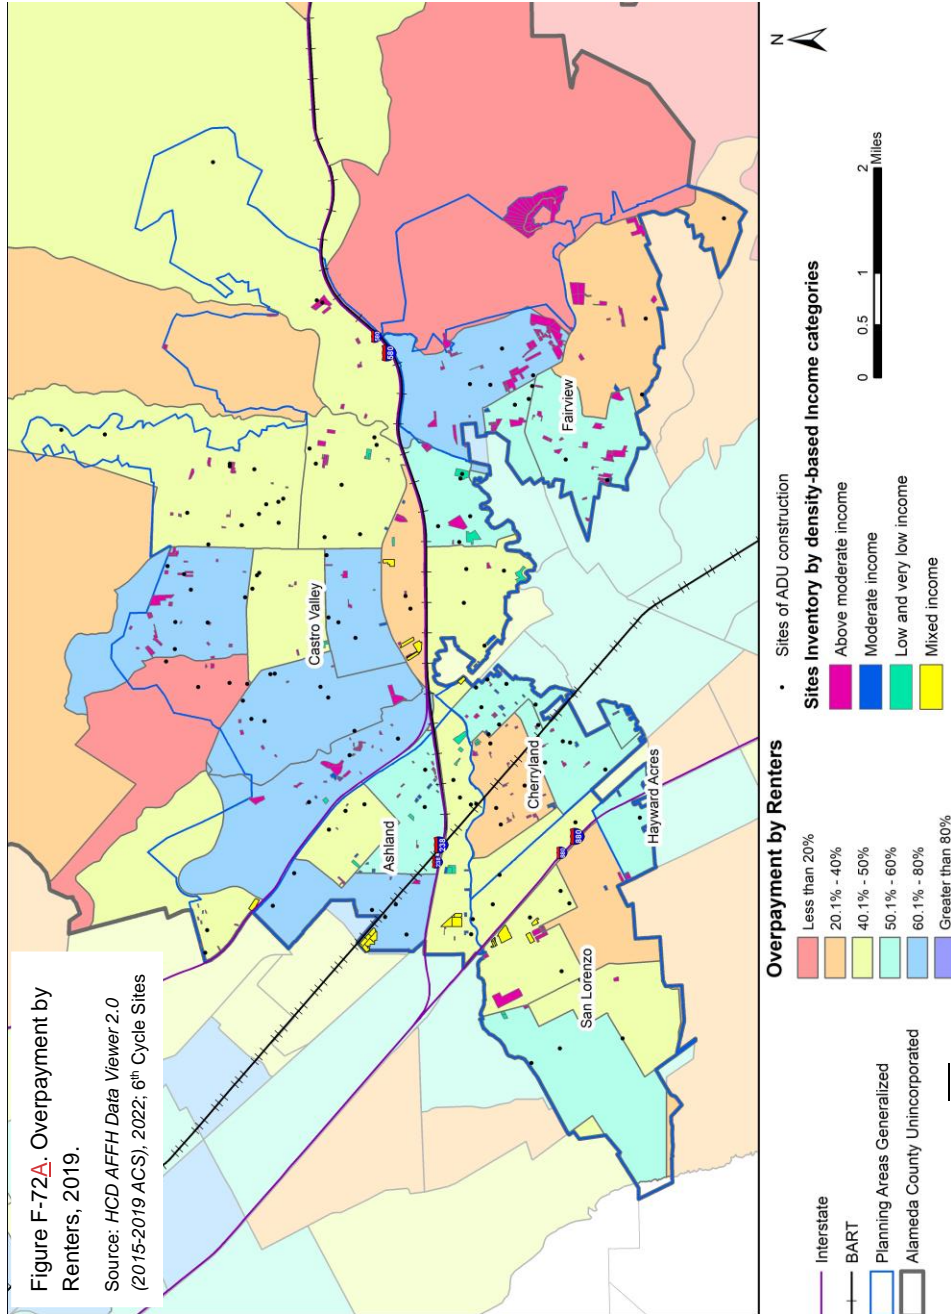 Figure F-72A. Overpayment by
Renters, 2019.
Source: HCD AFFH Data Viewer 2.0
(2015-2019 ACS), 2022; 6th Cycle Sites
Castro Valley
Ashland
Cherryland
Hayward Acres
San Lorenzo
Fairview
580
238
880
N
0
0.5
1
2
Miles
Interstate
BART
Planning Areas Generalized
Alameda County Unincorporated
Overpayment by Renters
Less than 20%
20.1% - 40%
40.1% - 50%
50.1% - 60%
60.1% - 80%
Greater than 80%
Sites of ADU construction
Sites Inventory by density-based Income categories
Above moderate income
Moderate income
Low and very low income
Mixed income